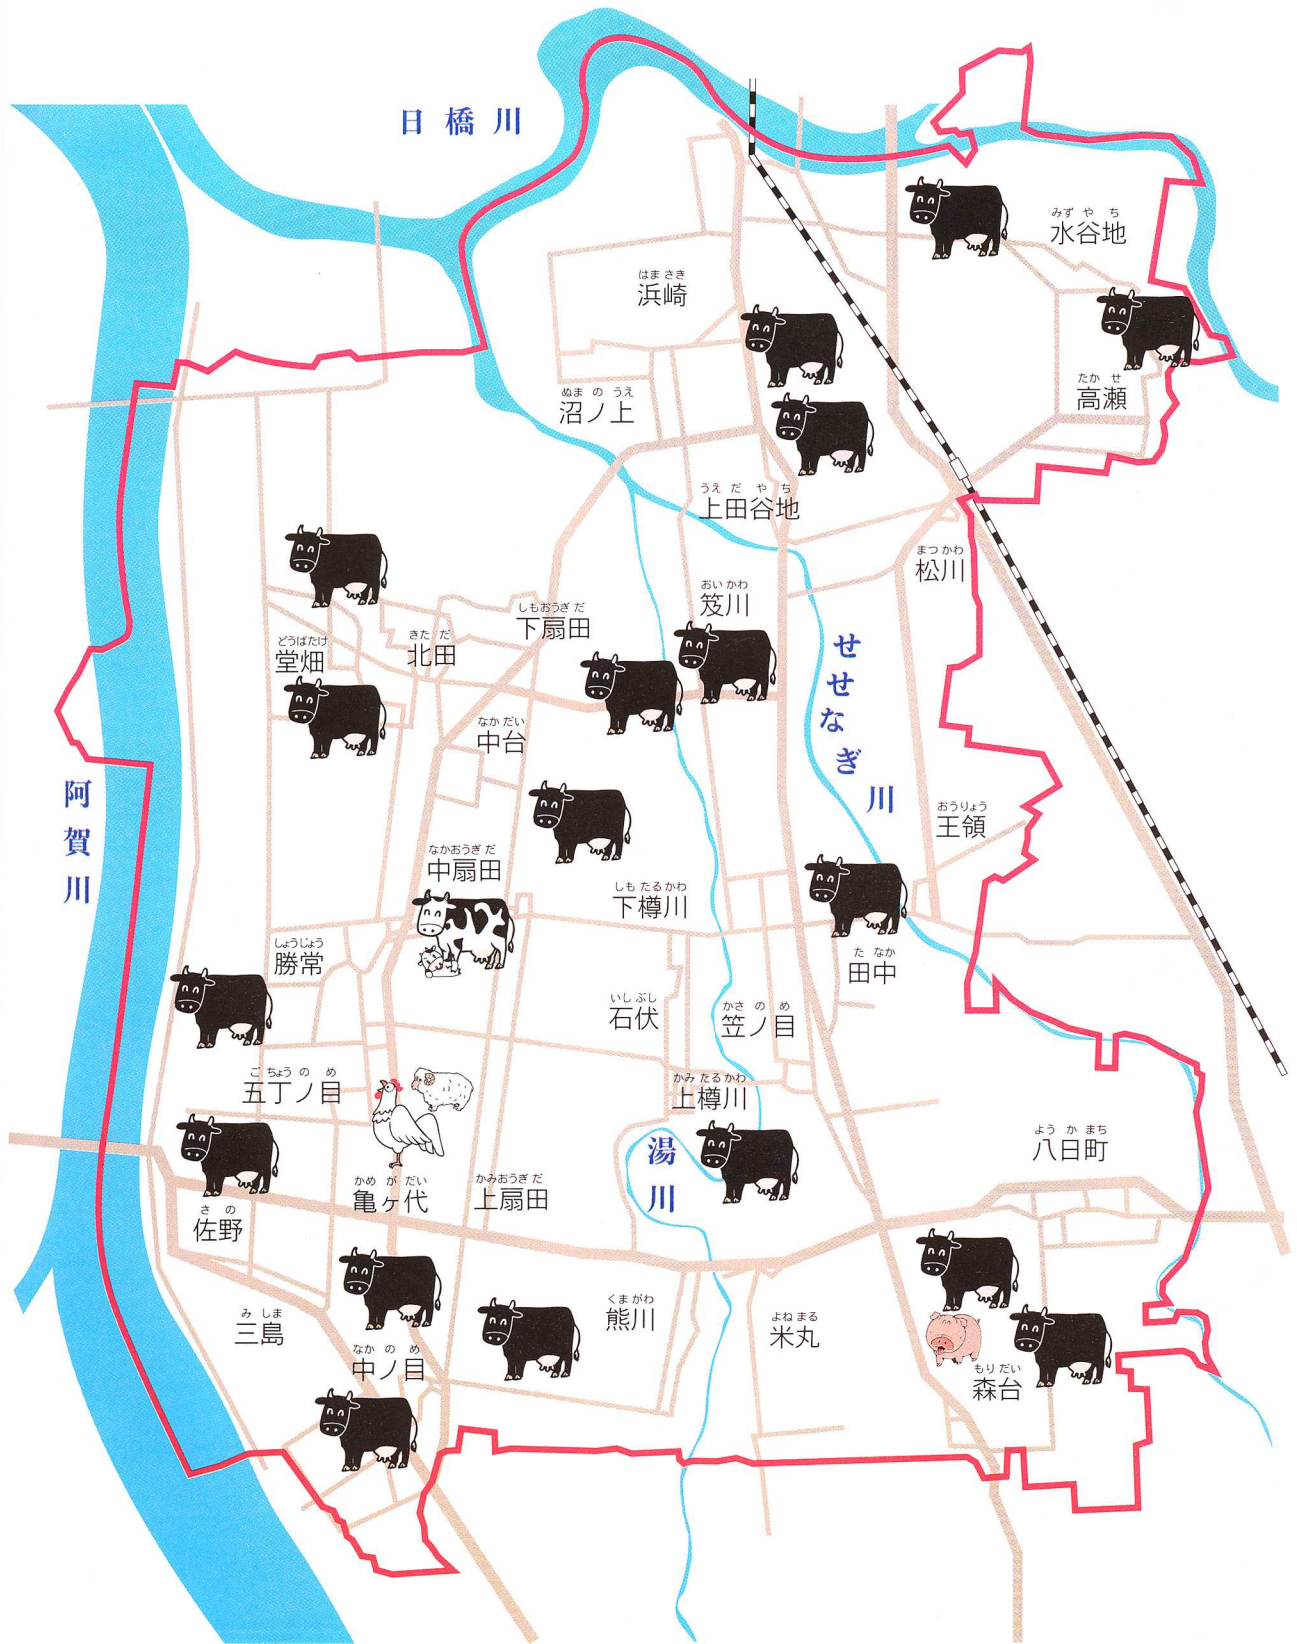 日橋川
みずやち
水谷地
はまさき
浜崎
たかせ
高瀬
ぬまのうえ
沼ノ上
うえだやち
上田谷地
まつかわ
松川
おいかわ
笈川
しもおうぎだ
下扇田
きただ
北田
どうばたけ
堂畑
せせなぎ川
なかだい
中台
阿賀川
おうりょう
王領
なかおうぎだ
中扇田
しもたるかわ
下樽川
しょうじょう
勝常
たなか
田中
いしぶし
石伏
かさのめ
笠ノ目
ごちょうのめ
五丁ノ目
かみたるかわ
上樽川
ようかまち
八日町
湯川
かめがだい
亀ヶ代
かみおうぎだ
上扇田
さの
佐野
みしま
三島
くまがわ
熊川
よねまる
米丸
なかのめ
中ノ目
もりだい
森台